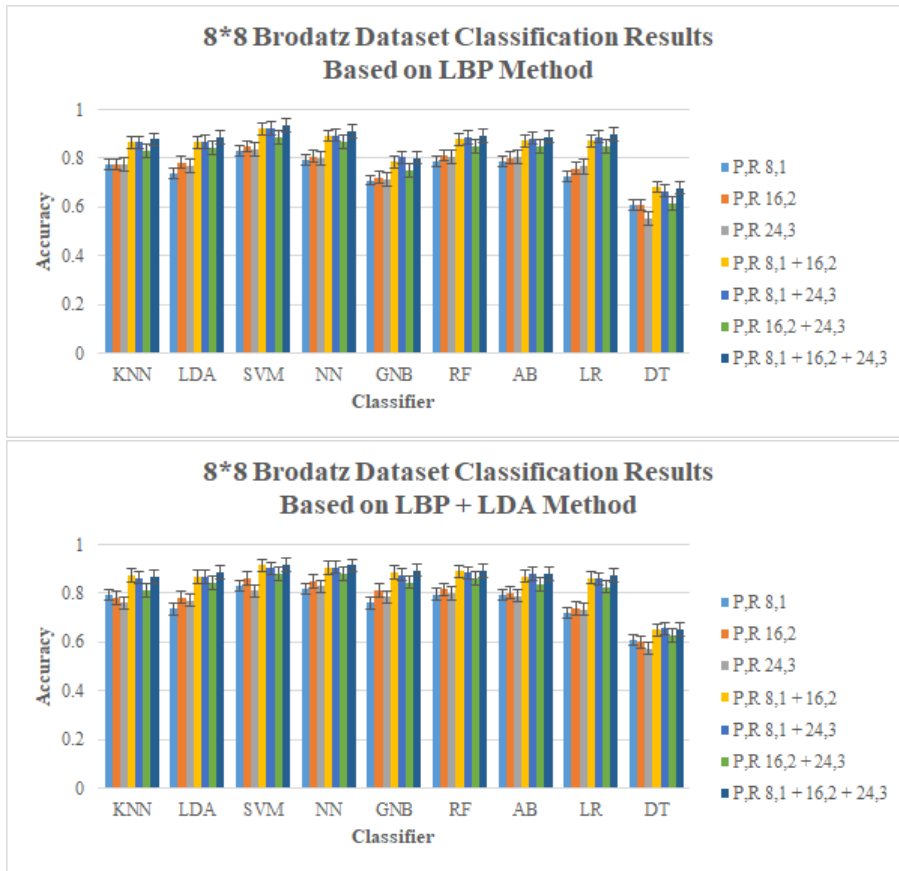 8*8 Brodatz Dataset Classification Results
Based on LBP Method
1
0.8
0.6
0.4
0.2
0
Accuracy
KNN LDA SVM NN GNB RF AB LR DT
Classifier
P,R 8,1
P,R 16,2
P,R 24,3
P,R 8,1 + 16,2
P,R 8,1 + 24,3
P,R 16,2 + 24,3
P,R 8,1 + 16,2 + 24,3
8*8 Brodatz Dataset Classification Results
Based on LBP + LDA Method
1
0.8
0.6
0.4
0.2
0
Accuracy
KNN LDA SVM NN GNB RF AB LR DT
Classifier
P,R 8,1
P,R 16,2
P,R 24,3
P,R 8,1 + 16,2
P,R 8,1 + 24,3
P,R 16,2 + 24,3
P,R 8,1 + 16,2 + 24,3